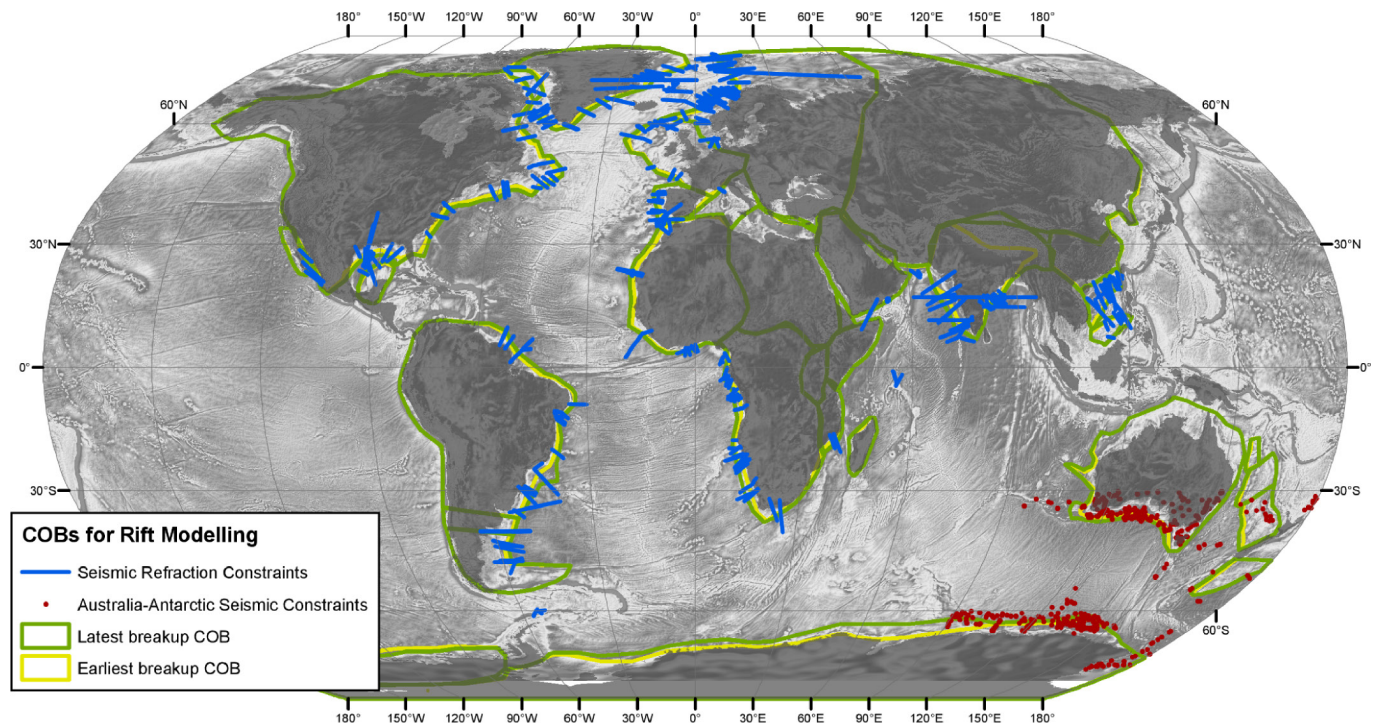 180° 150°W 120°W 90°W 60°W 30°W 0° 30°E 60°E 90°E 120°E 150°E 180°
60°N 60°N
30°N 30°N
0° 0°
30°S 30°S
COBs for Rift Modelling
Seismic Refraction Constraints
Australia-Antarctic Seismic Constraints
Latest breakup COB
60°S
Earliest breakup COB
180° 150°W 120°W 90°W 60°W 30°W 0° 30°E 60°E 90°E 120°E 150°E 180°